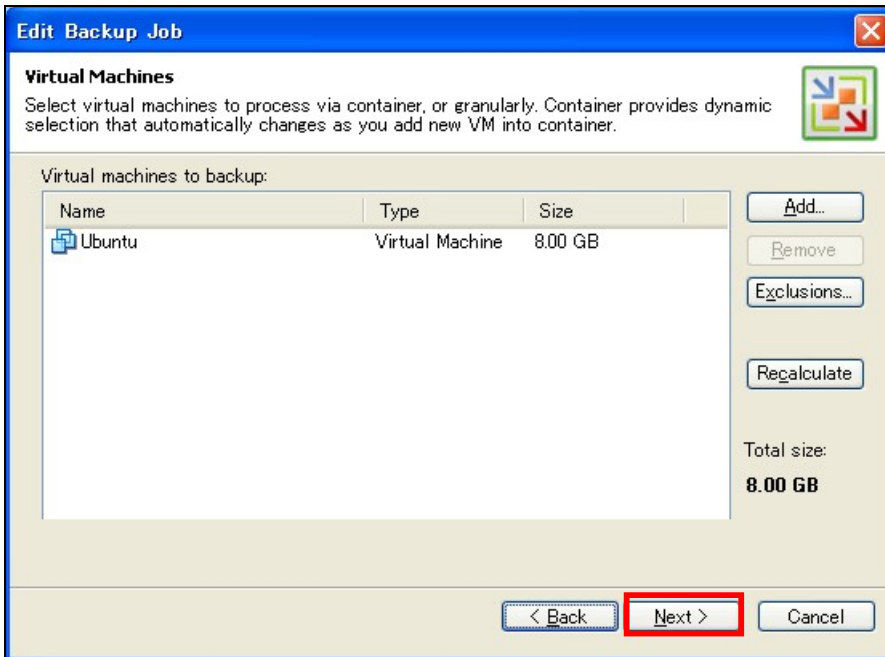 Edit Backup Job
Virtual Machines
Select virtual machines to process via container, or granularly. Container provides dynamic
selection that automatically changes as you add new VM into container.
Virtual machines to backup:
Name Type Size
Ubuntu Virtual Machine 8.00 GB
Add...
Remove
Exclusions...
Recalculate
Total size:
8.00 GB
< Back Next > Cancel